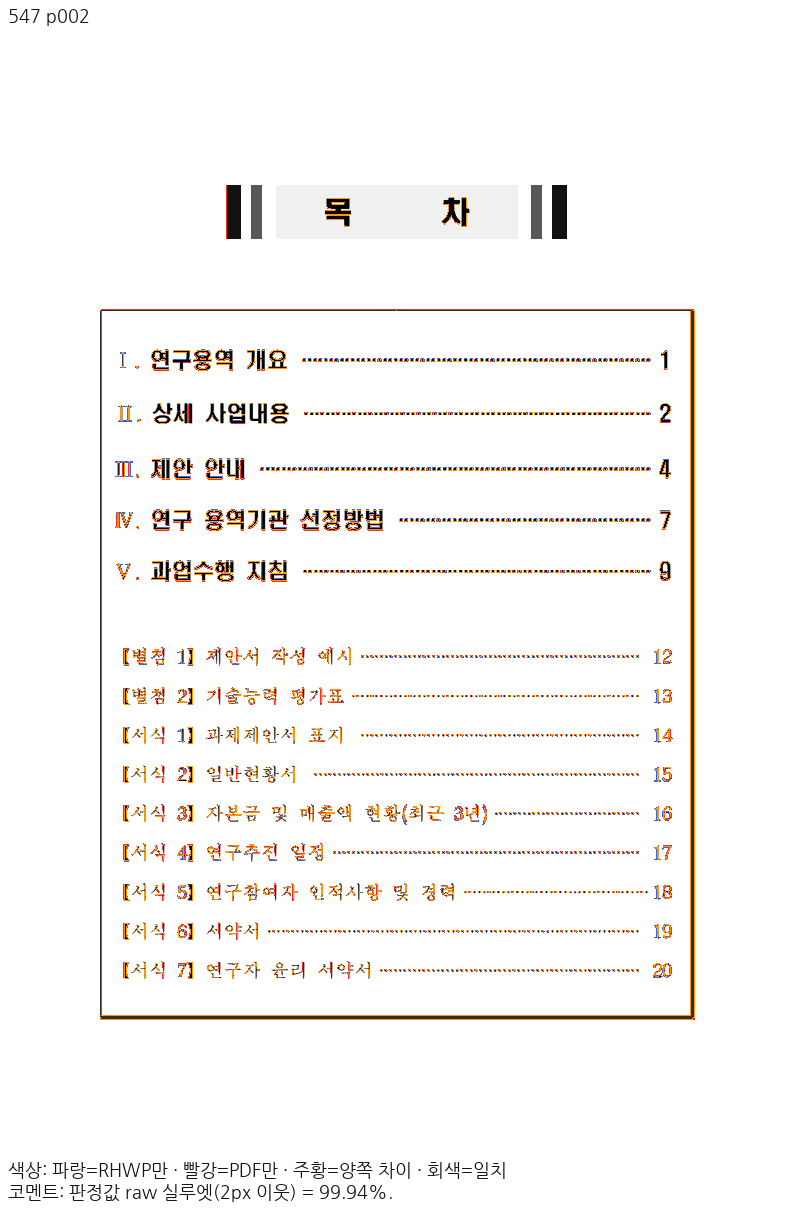 547 p002
목 차
Ⅰ. 연구용역 개요 ········ 1
Ⅱ. 상세 사업내용 ········ 2
Ⅲ. 제안 안내 ········ 4
Ⅳ. 연구 용역기관 선정방법 ········ 7
Ⅴ. 과업수행 지침 ········ 9
【별첨 1】 제안서 작성 예시 ········ 12
【별첨 2】 기술능력 평가표 ········ 13
【서식 1】 과제제안서 표지 ········ 14
【서식 2】 일반현황서 ········ 15
【서식 3】 자본금 및 매출액 현황(최근 3년) ········ 16
【서식 4】 연구추진 일정 ········ 17
【서식 5】 연구참여자 인적사항 및 경력 ········ 18
【서식 6】 서약서 ········ 19
【서식 7】 연구자 윤리 서약서 ········ 20
색상: 파랑=RHWP만 · 빨강=PDF만 · 주황=양쪽 차이 · 회색=일치
코멘트: 판정값 raw 실루엣(2px 이웃) = 99.94%.